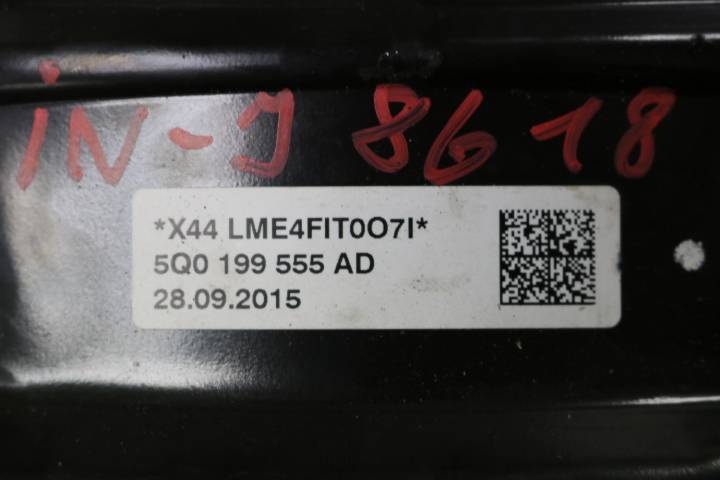 iN-J 8618
*X44 LME4FIT0O7I*
5Q0 199 555 AD
28.09.2015